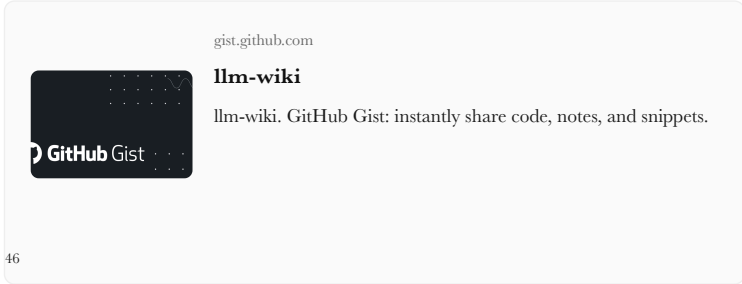 gist.github.com
llm-wiki
llm-wiki. GitHub Gist: instantly share code, notes, and snippets.
GitHub Gist
46